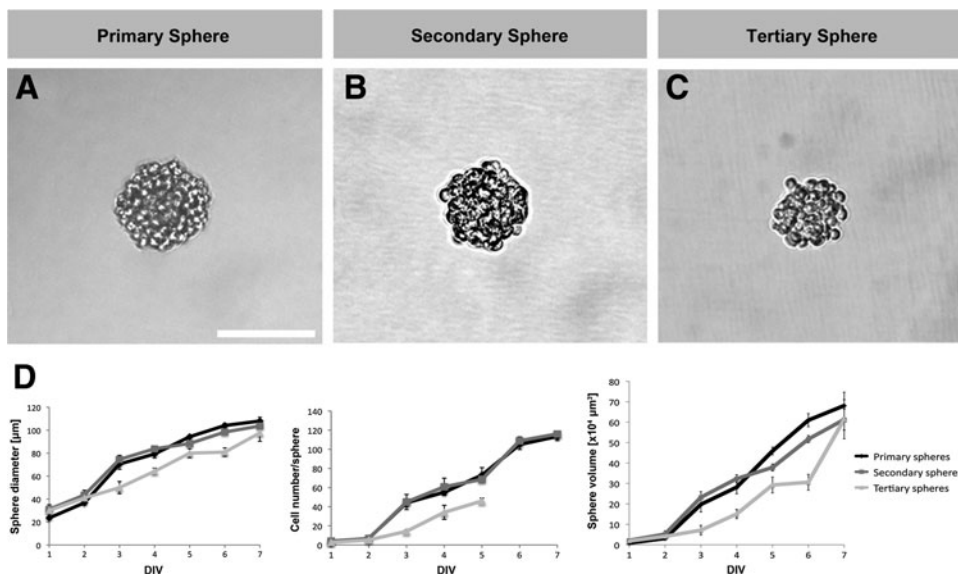 Primary Sphere
Secondary Sphere
Tertiary Sphere
A
B
C
D
Sphere diameter [µm]
120
100
80
60
40
20
0
1 2 3 4 5 6 7
DIV
Cell number/sphere
140
120
100
80
60
40
20
0
1 2 3 4 5 6 7
DIV
Sphere volume [x10⁴ µm³]
80
70
60
50
40
30
20
10
0
1 2 3 4 5 6 7
DIV
Primary spheres
Secondary sphere
Tertiary spheres